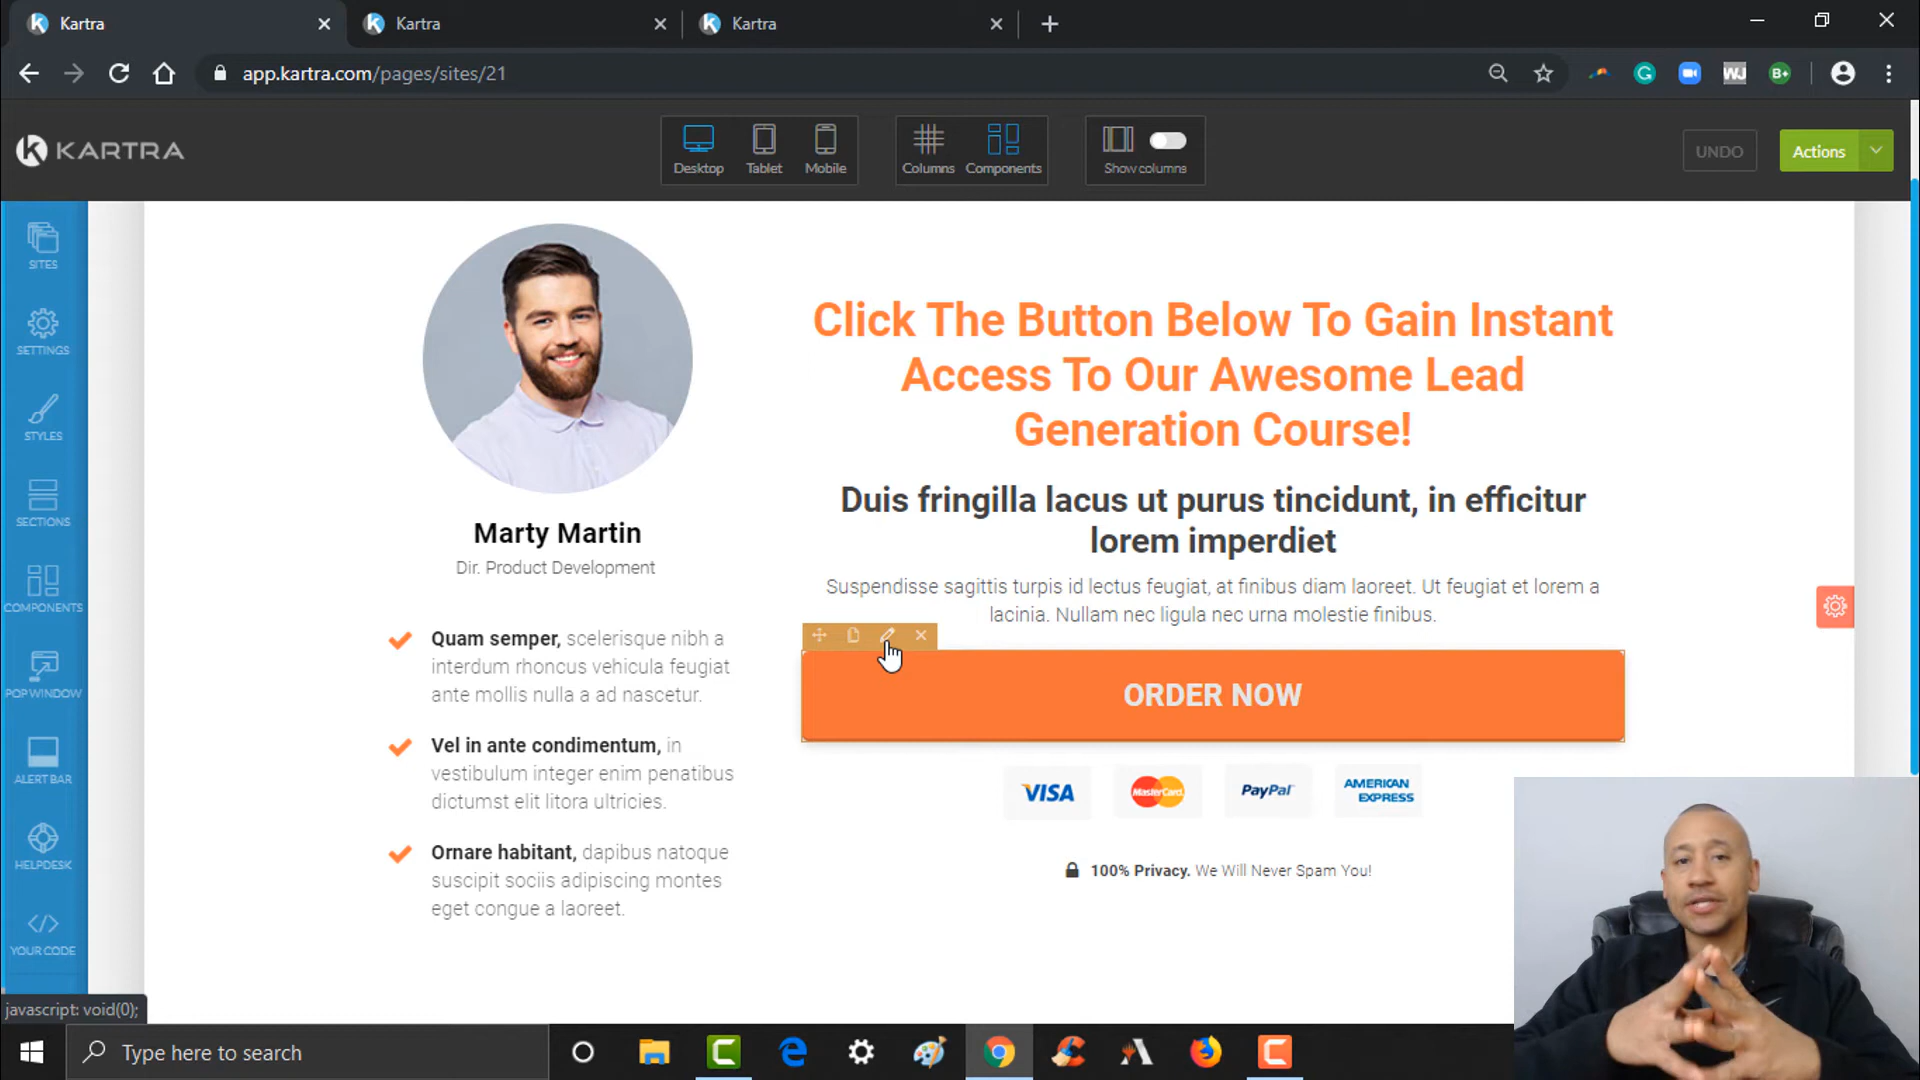 Kartra
Kartra
Kartra
app.kartra.com/pages/sites/21
KARTRA
Desktop
Tablet
Mobile
Columns
Components
Show columns
UNDO
Actions
SITES
SETTINGS
STYLES
SECTIONS
COMPONENTS
POP WINDOW
ALERT BAR
HELPDESK
YOUR CODE
Marty Martin
Dir. Product Development
Quam semper, scelerisque nibh a
interdum rhoncus vehicula feugiat
ante mollis nulla a ad nascetur.
Vel in ante condimentum, in
vestibulum integer enim penatibus
dictumst elit litora ultricies.
Ornare habitant, dapibus natoque
suscipit sociis adipiscing montes
eget congue a laoreet.
Click The Button Below To Gain Instant
Access To Our Awesome Lead
Generation Course!
Duis fringilla lacus ut purus tincidunt, in efficitur
lorem imperdiet
Suspendisse sagittis turpis id lectus feugiat, at finibus diam laoreet. Ut feugiat et lorem a
lacinia. Nullam nec ligula nec urna molestie finibus.
ORDER NOW
VISA
MasterCard
PayPal
AMERICAN
EXPRESS
100% Privacy. We Will Never Spam You!
javascript: void(0);
Type here to search